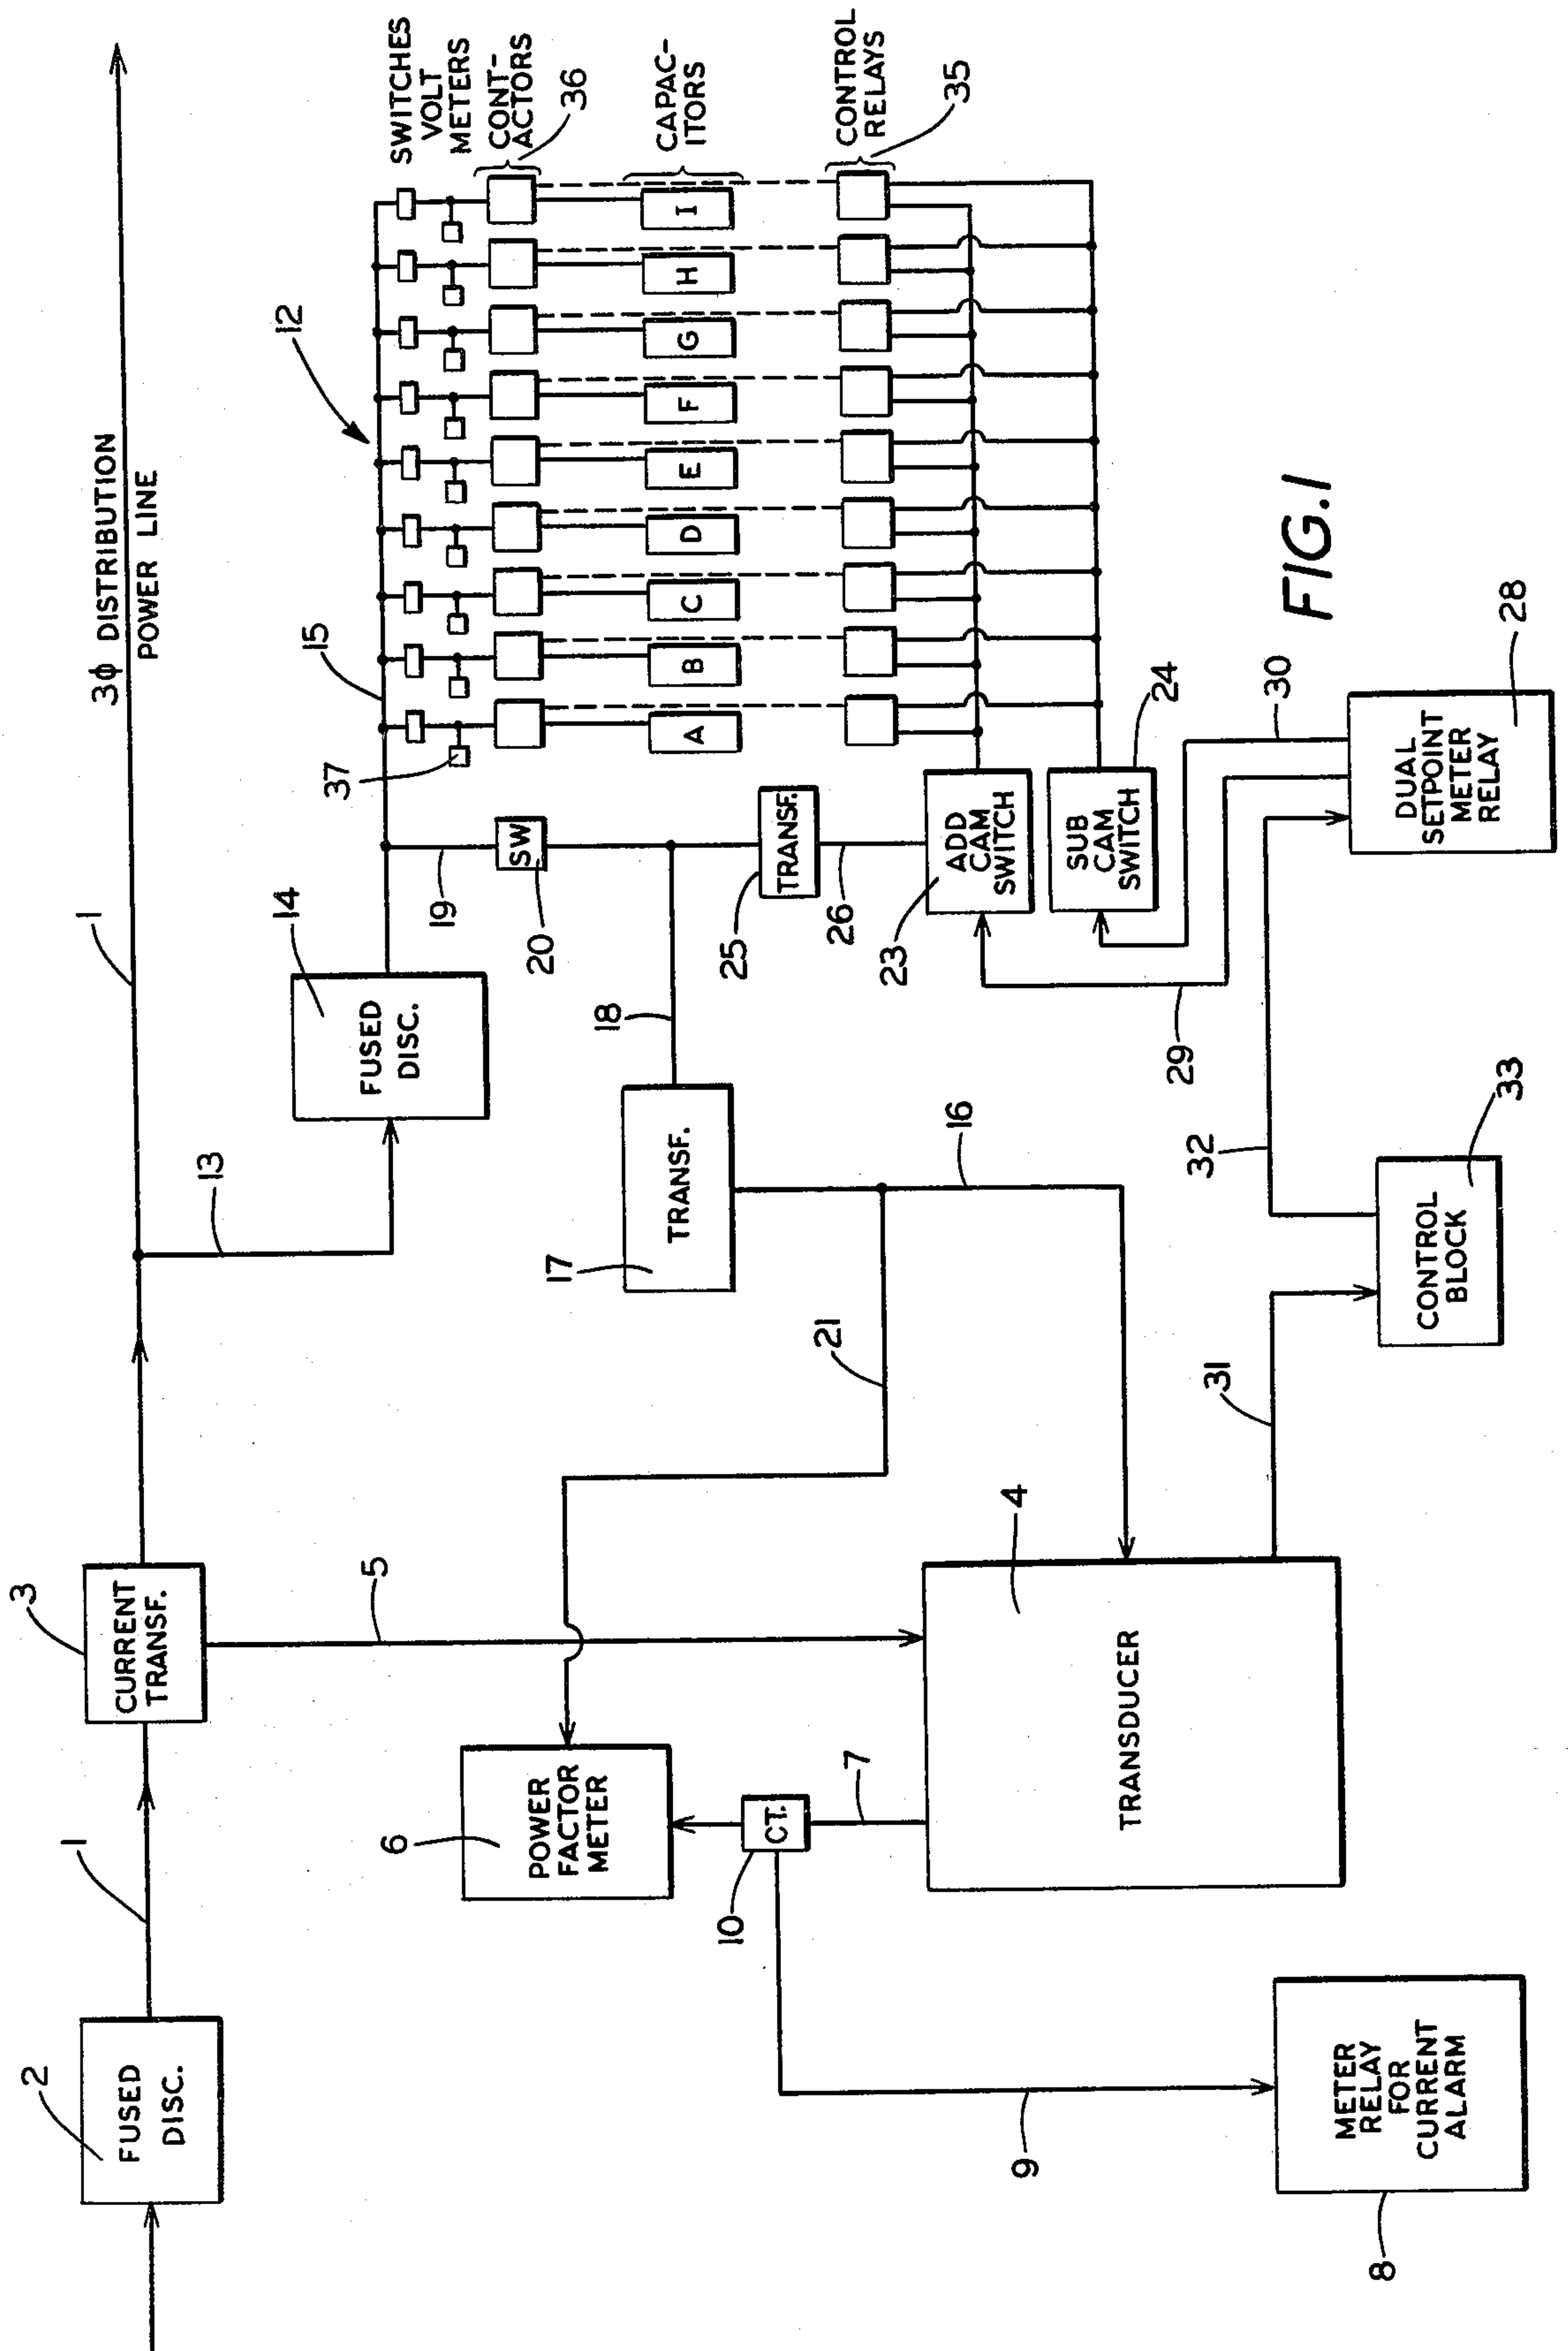 3ϕ DISTRIBUTION
POWER LINE
1
1
2
FUSED
DISC.
3
CURRENT
TRANSF.
5
13
14
FUSED
DISC.
15
12
SWITCHES
VOLT
METERS
CONT-
ACTORS
36
CAPAC-
ITORS
CONTROL
RELAYS
35
37
A
B
C
D
E
F
G
H
I
19
SW
20
18
17
TRANSF.
25
TRANSF.
26
23
ADD
CAM
SWITCH
SUB
CAM
SWITCH
24
16
21
6
POWER
FACTOR
METER
10
CT.
7
4
TRANSDUCER
9
8
METER
RELAY
FOR
CURRENT
ALARM
31
32
33
CONTROL
BLOCK
29
30
28
DUAL
SETPOINT
METER
RELAY
FIG.1